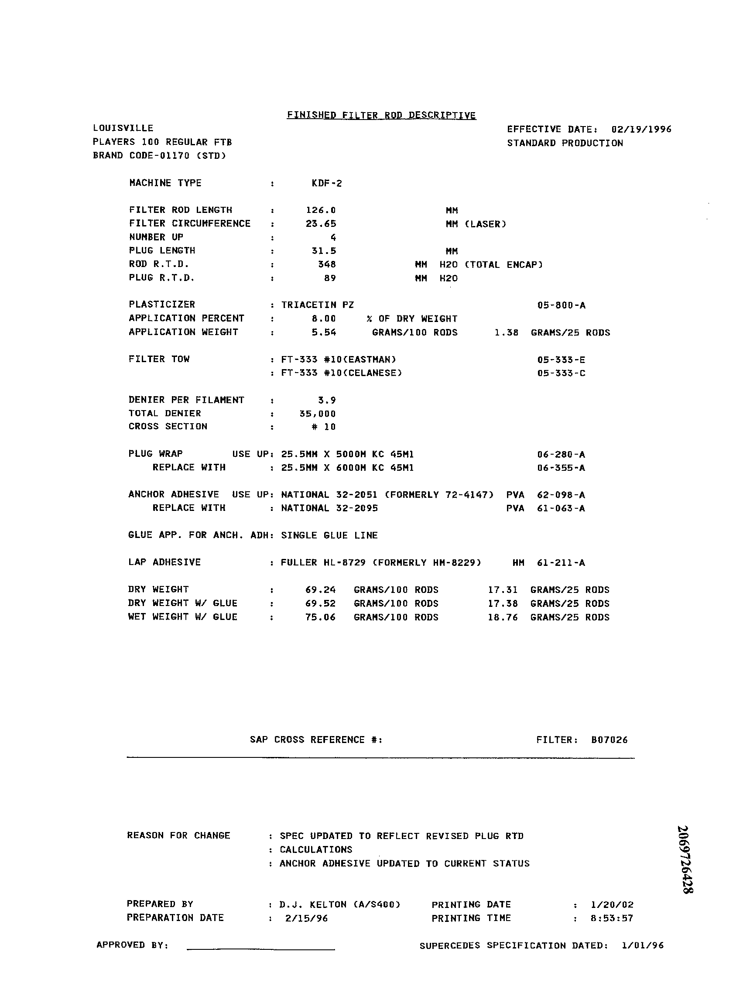 FINISHED FILTER ROD DESCRIPTIVE
LOUISVILLE EFFECTIVE DATE: 02/19/1996
PLAYERS 100 REGULAR FTB STANDARD PRODUCTION
BRAND CODE-01170 (STD)
MACHINE TYPE : KDF-2
FILTER ROD LENGTH : 126.0 MM
FILTER CIRCUMFERENCE : 23.65 MM (LASER)
NUMBER UP : 4
PLUG LENGTH : 31.5 MM
ROD R.T.D. : 348 MM H2O (TOTAL ENCAP)
PLUG R.T.D. : 89 MM H2O
PLASTICIZER : TRIACETIN PZ 05-800-A
APPLICATION PERCENT : 8.00 % OF DRY WEIGHT
APPLICATION WEIGHT : 5.54 GRAMS/100 RODS 1.38 GRAMS/25 RODS
FILTER TOW : FT-333 #10(EASTMAN) 05-333-E
: FT-333 #10(CELANESE) 05-333-C
DENIER PER FILAMENT : 3.9
TOTAL DENIER : 35,000
CROSS SECTION : # 10
PLUG WRAP USE UP: 25.5MM X 5000M KC 45M1 06-280-A
REPLACE WITH : 25.5MM X 6000M KC 45M1 06-355-A
ANCHOR ADHESIVE USE UP: NATIONAL 32-2051 (FORMERLY 72-4147) PVA 62-098-A
REPLACE WITH : NATIONAL 32-2095 PVA 61-063-A
GLUE APP. FOR ANCH. ADH: SINGLE GLUE LINE
LAP ADHESIVE : FULLER HL-8729 (FORMERLY HM-8229) HM 61-211-A
DRY WEIGHT : 69.24 GRAMS/100 RODS 17.31 GRAMS/25 RODS
DRY WEIGHT W/ GLUE : 69.52 GRAMS/100 RODS 17.38 GRAMS/25 RODS
WET WEIGHT W/ GLUE : 75.06 GRAMS/100 RODS 18.76 GRAMS/25 RODS
SAP CROSS REFERENCE #: FILTER: B07026
REASON FOR CHANGE : SPEC UPDATED TO REFLECT REVISED PLUG RTD
: CALCULATIONS
: ANCHOR ADHESIVE UPDATED TO CURRENT STATUS
PREPARED BY : D.J. KELTON (A/S400) PRINTING DATE : 1/20/02
PREPARATION DATE : 2/15/96 PRINTING TIME : 8:53:57
APPROVED BY: SUPERCEDES SPECIFICATION DATED: 1/01/96
2069726428